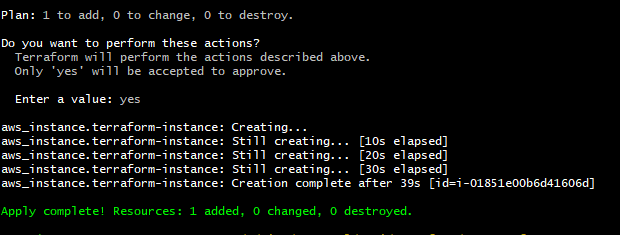 Plan: 1 to add, 0 to change, 0 to destroy.
Do you want to perform these actions?
Terraform will perform the actions described above.
Only 'yes' will be accepted to approve.
Enter a value: yes
aws_instance.terraform-instance: Creating...
aws_instance.terraform-instance: Still creating... [10s elapsed]
aws_instance.terraform-instance: Still creating... [20s elapsed]
aws_instance.terraform-instance: Still creating... [30s elapsed]
aws_instance.terraform-instance: Creation complete after 39s [id=i-01851e00b6d41606d]
Apply complete! Resources: 1 added, 0 changed, 0 destroyed.